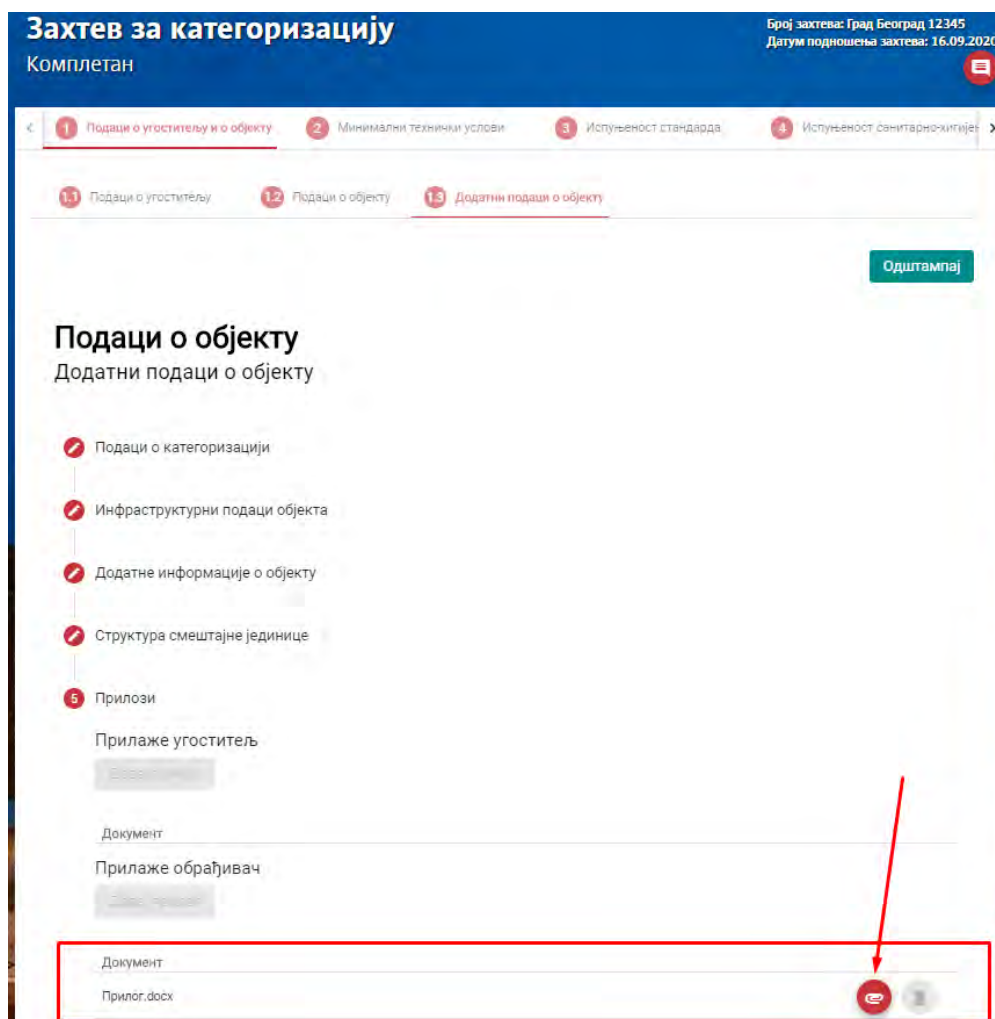 Захтев за категоризацију
Комплетан
Број захтева: Град Београд 12345
Датум подношења захтева: 16.09.2020
1 Подаци о угоститељу и о објекту 2 Минимални технички услови 3 Испуњеност стандарда 4 Испуњеност санитарно-хигијен
1.1 Подаци о угоститељу 1.2 Подаци о објекту 1.3 Додатни подаци о објекту
Одштампај
Подаци о објекту
Додатни подаци о објекту
Подаци о категоризацији
Инфраструктурни подаци објекта
Додатне информације о објекту
Структура смештајне јединице
5 Прилози
Прилаже угоститељ
Документ
Прилаже обрађивач
Документ
Прилог.docx